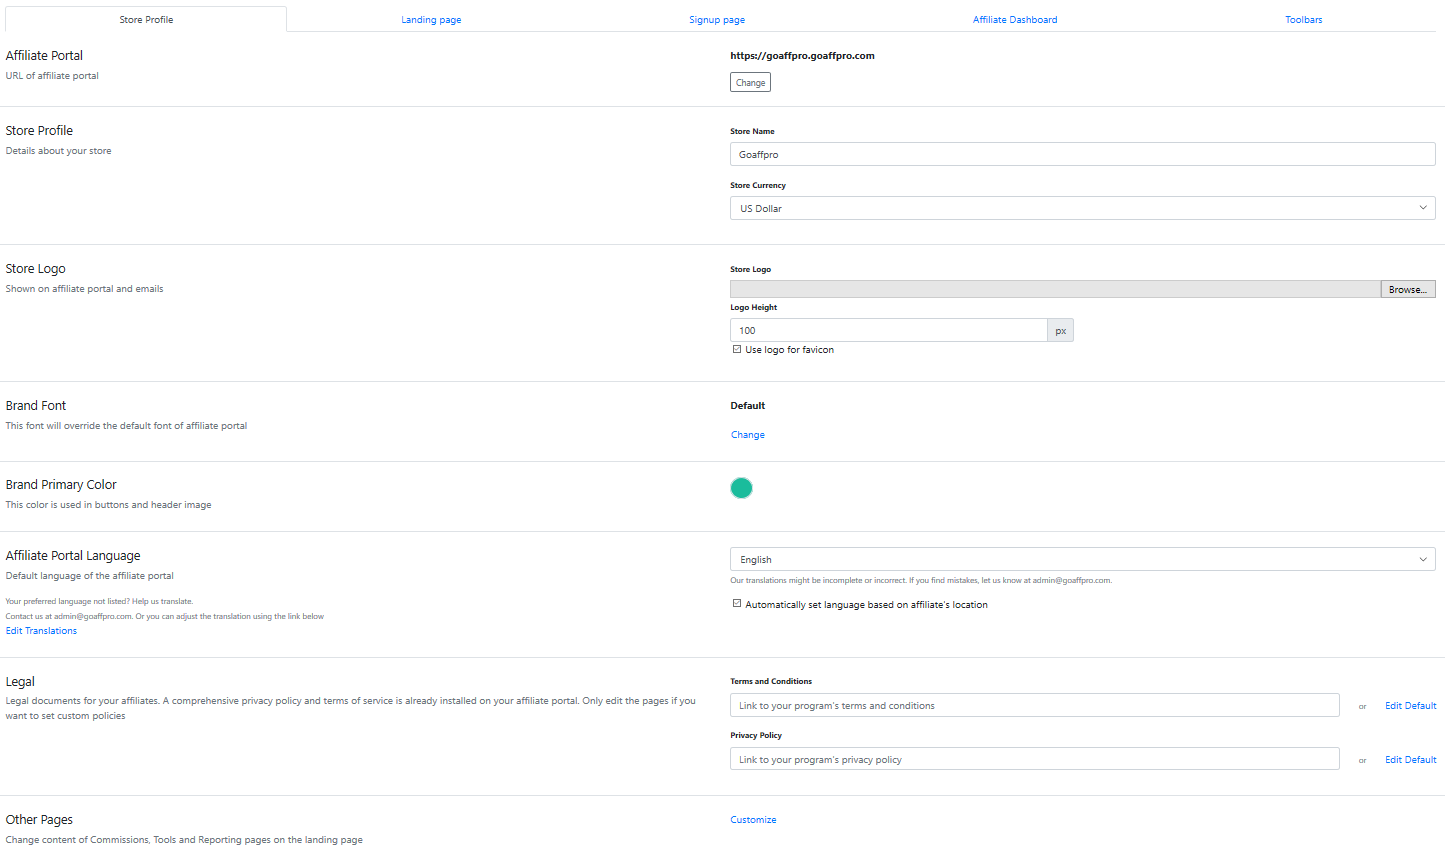 Store Profile
Landing page
Signup page
Affiliate Dashboard
Toolbars
Affiliate Portal
URL of affiliate portal
https://goaffpro.goaffpro.com
Change
Store Profile
Details about your store
Store Name
Goaffpro
Store Currency
US Dollar
Store Logo
Shown on affiliate portal and emails
Store Logo
Browse...
Logo Height
100
px
Use logo for favicon
Brand Font
This font will override the default font of affiliate portal
Default
Change
Brand Primary Color
This color is used in buttons and header image
Affiliate Portal Language
Default language of the affiliate portal
Your preferred language not listed? Help us translate.
Contact us at admin@goaffpro.com. Or you can adjust the translation using the link below
Edit Translations
English
Our translations might be incomplete or incorrect. If you find mistakes, let us know at admin@goaffpro.com.
Automatically set language based on affiliate's location
Legal
Legal documents for your affiliates. A comprehensive privacy policy and terms of service is already installed on your affiliate portal. Only edit the pages if you
want to set custom policies
Terms and Conditions
Link to your program's terms and conditions
or
Edit Default
Privacy Policy
Link to your program's privacy policy
or
Edit Default
Other Pages
Change content of Commissions, Tools and Reporting pages on the landing page
Customize